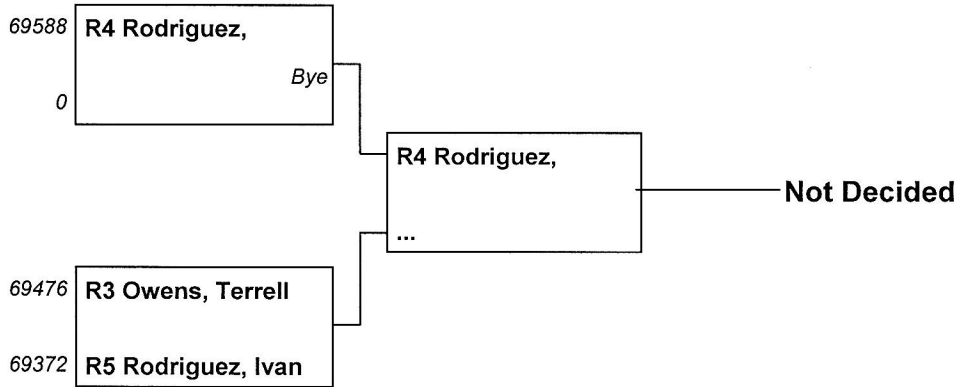 69588 R4 Rodriguez,
Bye
0
R4 Rodriguez,
Not Decided
...
69476 R3 Owens, Terrell
69372 R5 Rodriguez, Ivan